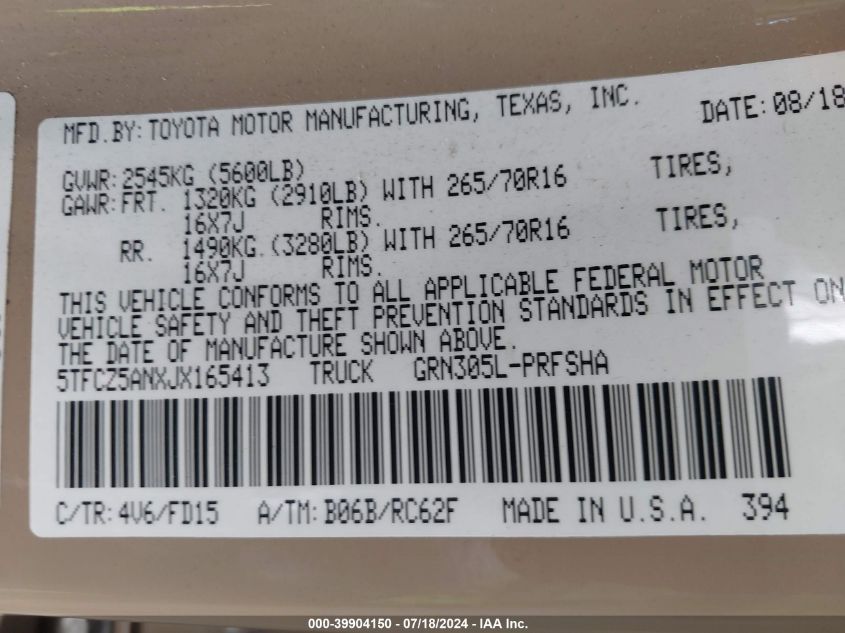 MFD.BY:TOYOTA MOTOR MANUFACTURING, TEXAS, INC. DATE:08/18
GVWR:2545KG (5600LB)
GAWR:FRT. 1320KG (2910LB) WITH 265/70R16 TIRES,
16X7J RIMS.
RR. 1490KG (3280LB) WITH 265/70R16 TIRES,
16X7J RIMS.
THIS VEHICLE CONFORMS TO ALL APPLICABLE FEDERAL MOTOR
VEHICLE SAFETY AND THEFT PREVENTION STANDARDS IN EFFECT ON
THE DATE OF MANUFACTURE SHOWN ABOVE.
5TFCZ5ANXJX165413 TRUCK GRN305L-PRFSHA
C/TR:4V6/FD15 A/TM:B06B/RC62F MADE IN U.S.A. 394
000-39904150 - 07/18/2024 - IAA Inc.